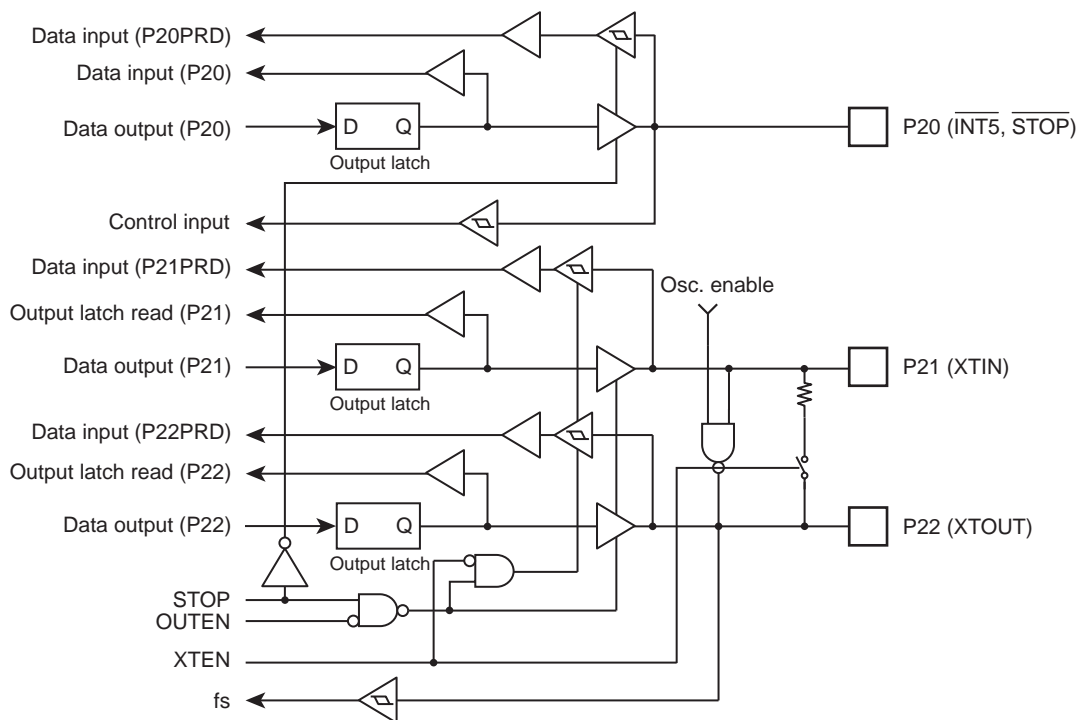 Data input (P20PRD)
Data input (P20)
Data output (P20)
D Q
Output latch
P20 (I̅N̅T̅5̅, S̅T̅O̅P̅)
Control input
Data input (P21PRD)
Osc. enable
Output latch read (P21)
Data output (P21)
D Q
Output latch
P21 (XTIN)
Data input (P22PRD)
Output latch read (P22)
Data output (P22)
D Q
Output latch
P22 (XTOUT)
STOP
OUTEN
XTEN
fs